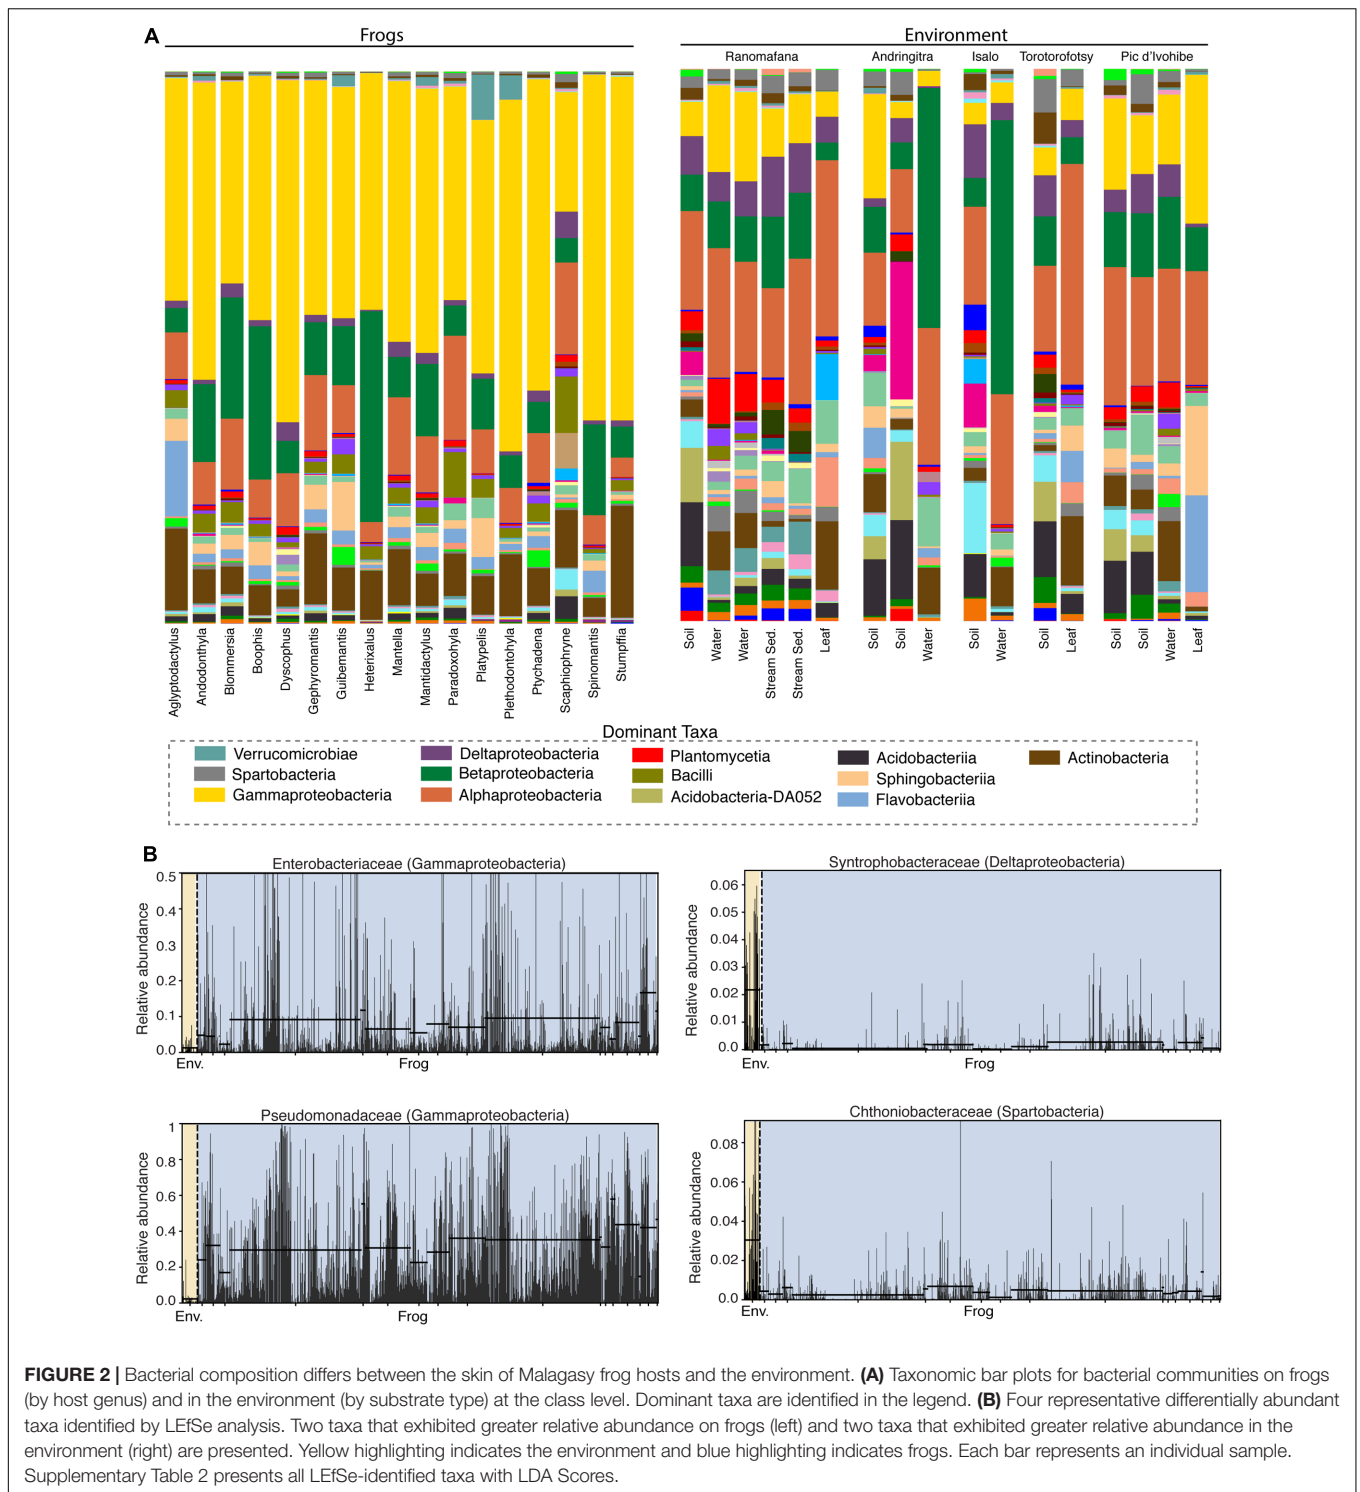 A
Frogs
Environment
Ranomafana
Andringitra
Isalo
Torotorofotsy
Pic d'Ivohibe
Aglyptodactylus
Andodonthyla
Blommersia
Boophis
Dyscophus
Gephyromantis
Guibemantis
Heterixalus
Mantella
Mantidactylus
Paradoxohyla
Platypelis
Plethodontohyla
Ptychadena
Scaphiophryne
Spinomantis
Stumpffia
Soil
Water
Water
Stream Sed.
Stream Sed.
Leaf
Soil
Soil
Water
Soil
Water
Soil
Leaf
Soil
Soil
Water
Leaf
Dominant Taxa
Verrucomicrobiae
Spartobacteria
Gammaproteobacteria
Deltaproteobacteria
Betaproteobacteria
Alphaproteobacteria
Plantomycetia
Bacilli
Acidobacteria-DA052
Acidobacteriia
Sphingobacteriia
Flavobacteriia
Actinobacteria
B
Enterobacteriaceae (Gammaproteobacteria)
Relative abundance
0.5
0.4
0.3
0.2
0.1
0.0
Env.
Frog
Syntrophobacteraceae (Deltaproteobacteria)
Relative abundance
0.06
0.05
0.04
0.03
0.02
0.01
0.0
Env.
Frog
Pseudomonadaceae (Gammaproteobacteria)
Relative abundance
1
0.8
0.6
0.4
0.2
0.0
Env.
Frog
Chthoniobacteraceae (Spartobacteria)
Relative abundance
0.08
0.06
0.04
0.02
0.0
Env.
Frog
FIGURE 2 | Bacterial composition differs between the skin of Malagasy frog hosts and the environment. (A) Taxonomic bar plots for bacterial communities on frogs
(by host genus) and in the environment (by substrate type) at the class level. Dominant taxa are identified in the legend. (B) Four representative differentially abundant
taxa identified by LEfSe analysis. Two taxa that exhibited greater relative abundance on frogs (left) and two taxa that exhibited greater relative abundance in the
environment (right) are presented. Yellow highlighting indicates the environment and blue highlighting indicates frogs. Each bar represents an individual sample.
Supplementary Table 2 presents all LEfSe-identified taxa with LDA Scores.